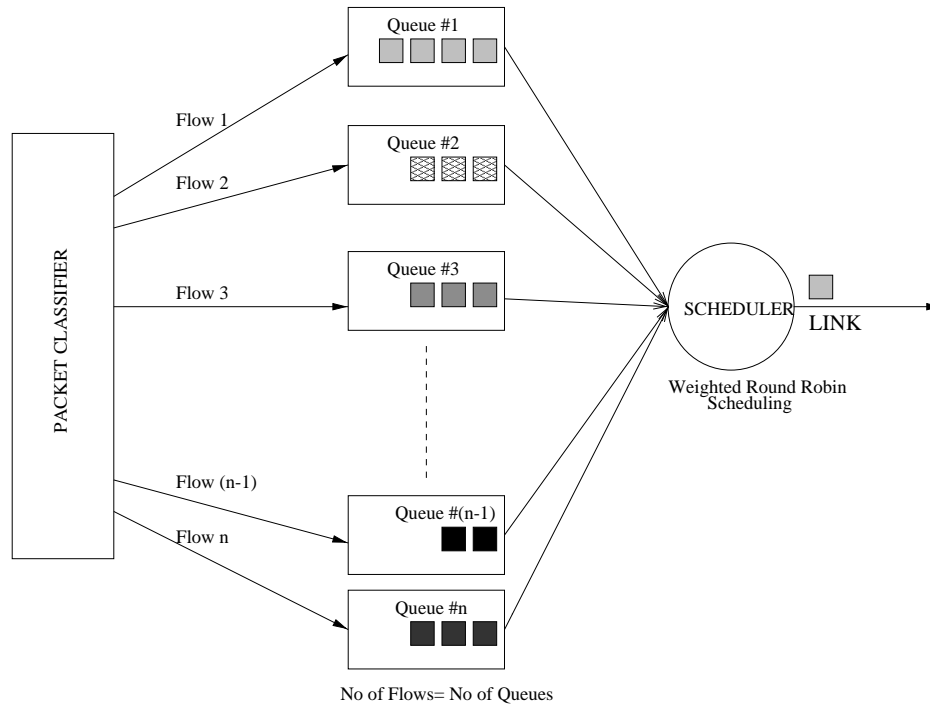 Queue #1
Flow 1
Queue #2
Flow 2
PACKET CLASSIFIER
Queue #3
Flow 3
SCHEDULER
LINK
Weighted Round Robin
Scheduling
Flow (n-1)
Queue #(n-1)
Flow n
Queue #n
No of Flows= No of Queues